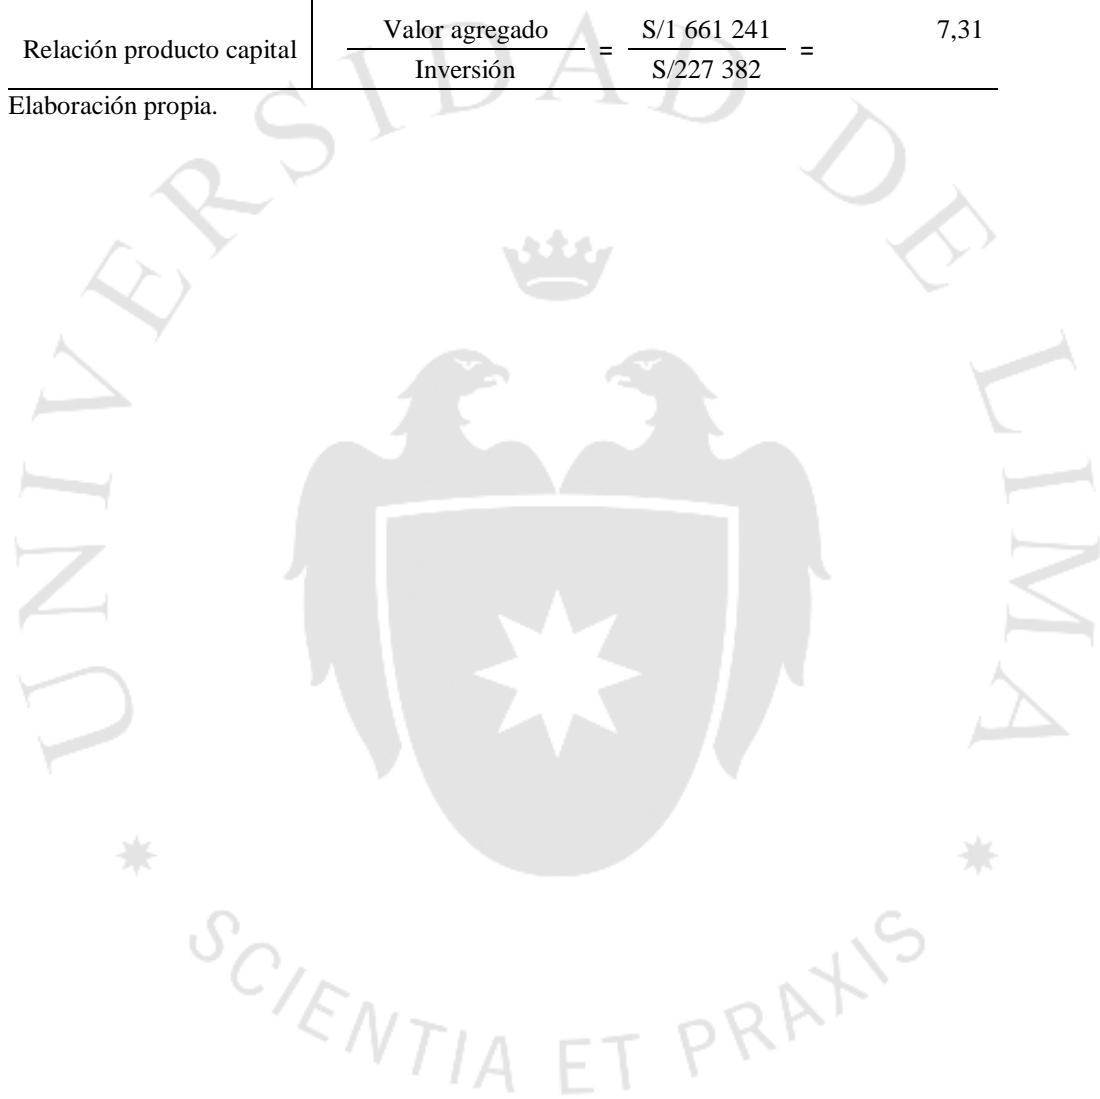 Relación producto capital Valor agregado = S/1 661 241 = 7,31
Inversión S/227 382
Elaboración propia.
UNIVERSIDAD DE LIMA
SCIENTIA ET PRAXIS